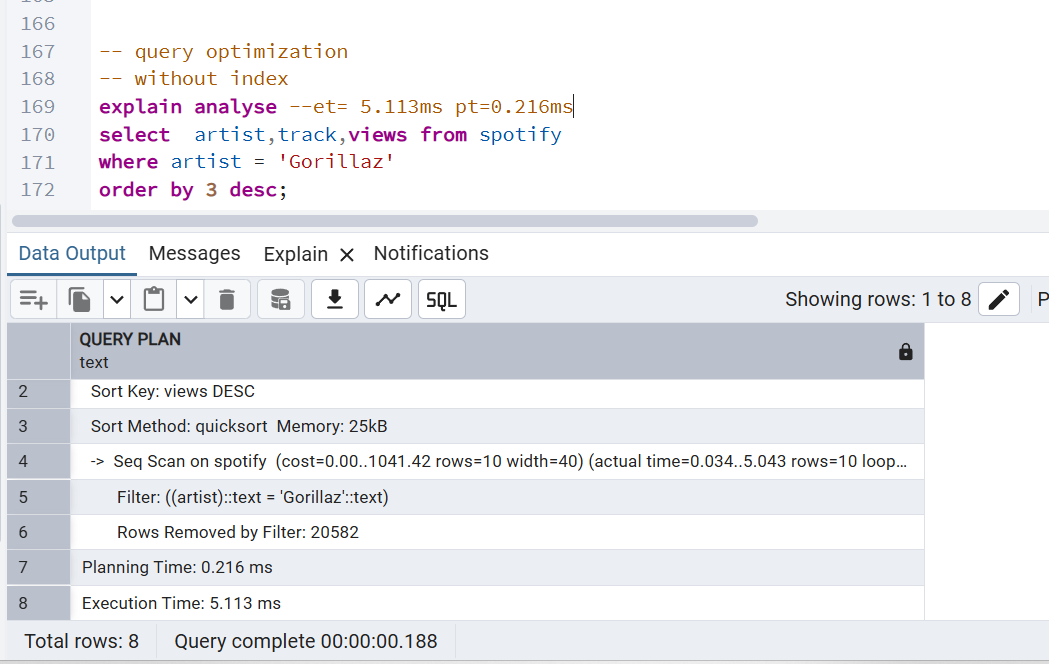 166
167 -- query optimization
168 -- without index
169 explain analyse --et= 5.113ms pt=0.216ms
170 select  artist,track,views from spotify
171 where artist = 'Gorillaz'
172 order by 3 desc;
Data Output Messages Explain Notifications
SQL Showing rows: 1 to 8 P
QUERY PLAN
text
2 Sort Key: views DESC
3 Sort Method: quicksort  Memory: 25kB
4 ->  Seq Scan on spotify  (cost=0.00..1041.42 rows=10 width=40) (actual time=0.034..5.043 rows=10 loop...
5 Filter: ((artist)::text = 'Gorillaz'::text)
6 Rows Removed by Filter: 20582
7 Planning Time: 0.216 ms
8 Execution Time: 5.113 ms
Total rows: 8 Query complete 00:00:00.188